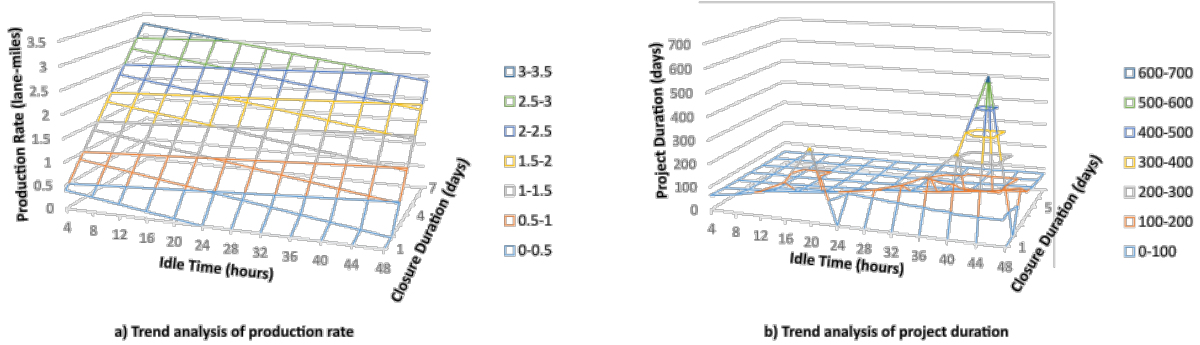 Production Rate (lane-miles)
3.5
3
2.5
2
1.5
1
0.5
0
4 8 12 16 20 24 28 32 36 40 44 48
Idle Time (hours)
1 4 7
Closure Duration (days)
3-3.5
2.5-3
2-2.5
1.5-2
1-1.5
0.5-1
0-0.5
a) Trend analysis of production rate
Project Duration (days)
700
600
500
400
300
200
100
0
4 8 12 16 20 24 28 32 36 40 44 48
Idle Time (hours)
1 5
Closure Duration (days)
600-700
500-600
400-500
300-400
200-300
100-200
0-100
b) Trend analysis of project duration